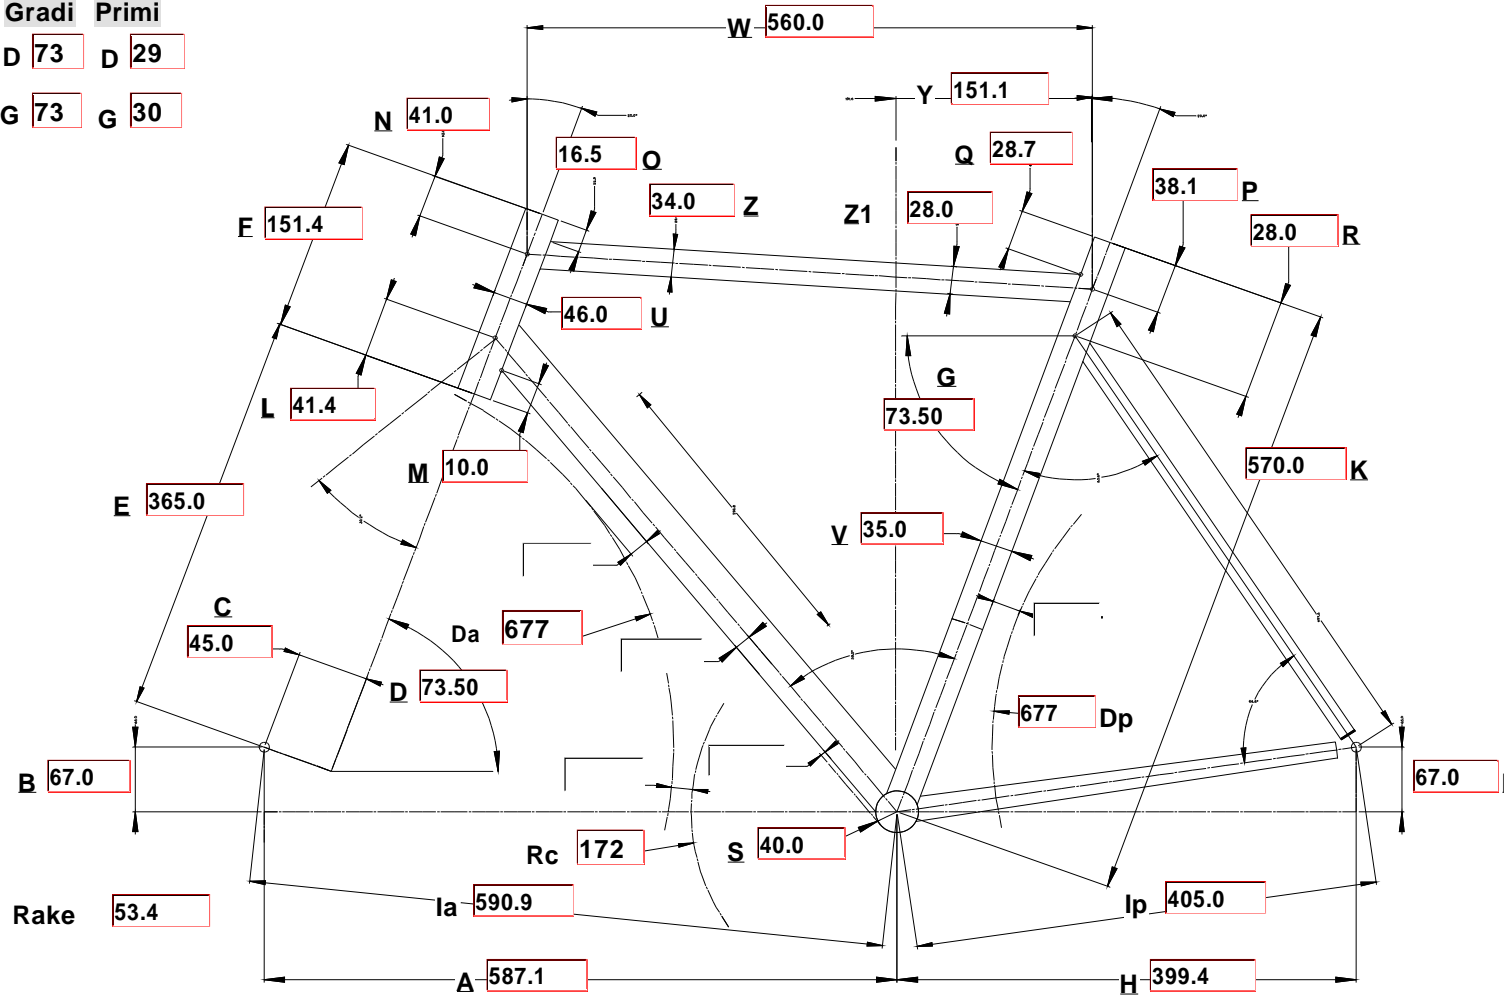 Gradi Primi
D 73 D 29
G 73 G 30
W 560.0
Y 151.1
N 41.0
16.5 O
Q 28.7
38.1 P
34.0 Z
Z1 28.0
28.0 R
F 151.4
46.0 U
G
73.50
L 41.4
M 10.0
570.0 K
E 365.0
V 35.0
C
45.0
Da 677
D 73.50
677 Dp
B 67.0
67.0
Rc 172
S 40.0
Ia 590.9
Ip 405.0
Rake 53.4
A 587.1
H 399.4